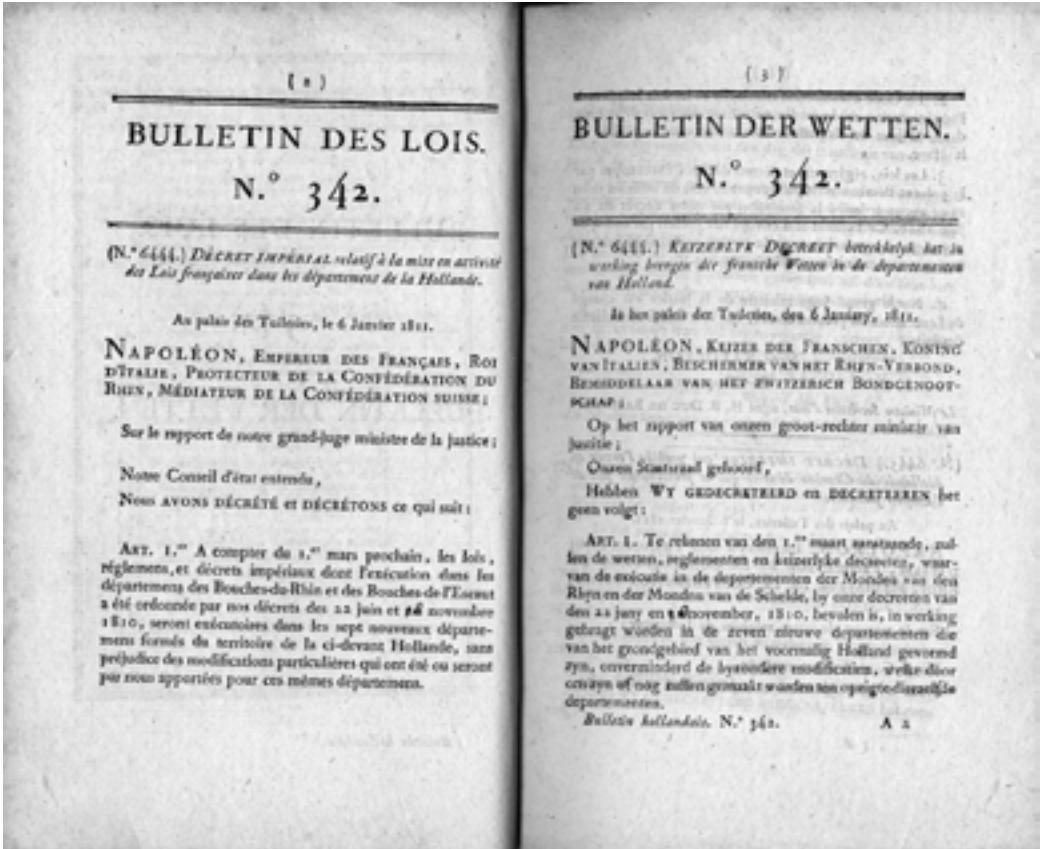 ( 2 )
BULLETIN DES LOIS.
N.º 342.
(N.º 6444.) DÉCRET IMPÉRIAL relatif à la mise en activité
des Lois françaises dans les départemens de la Hollande.
Au palais des Tuileries, le 6 Janvier 1811.
NAPOLÉON, EMPEREUR DES FRANÇAIS, ROI
D'ITALIE, PROTECTEUR DE LA CONFÉDÉRATION DU
RHIN, MÉDIATEUR DE LA CONFÉDÉRATION SUISSE;
Sur le rapport de notre grand-juge ministre de la justice;
Notre Conseil d'état entendu,
Nous AVONS DÉCRÉTÉ et DÉCRÉTONS ce qui suit:
ART. 1.er A compter du 1.er mars prochain, les lois,
réglemens, et décrets impériaux dont l'exécution dans les
départemens des Bouches-du-Rhin et des Bouches-de-l'Escaut
a été ordonnée par nos décrets des 22 juin et novembre
1810, seront exécutoires dans les sept nouveaux départe-
mens formés du territoire de la ci-devant Hollande, sans
préjudice des modifications particulières qui ont été ou seront
par nous apportées pour ces mêmes départemens.
( 3 )
BULLETIN DER WETTEN.
N.º 342.
(N.º 6444.) KEIZERLYK DECREET betrekkelyk het in
werking brengen der fransche Wetten in de departementen
van Holland.
In het paleis der Tuileries, den 6 January, 1811.
NAPOLÉON, KEIZER DER FRANSCHEN, KONING
VAN ITALIEN, BESCHERMER VAN HET RHYN-VERBOND,
BEMIDDELAAR VAN HET ZWITZERSCH BONDGENOOT-
SCHAP;
Op het rapport van onzen groot-rechter minister van
justitie;
Onzen Staatsraad gehoord,
Hebben WY GEDECRETEERD en DECRETEEREN het
geen volgt:
ART. 1. Te rekenen van den 1.en maart aanstaande, zul-
len de wetten, reglementen en keizerlyke decreeten, waar-
van de executie in de departementen der Monden van den
Rhyn en der Monden van de Schelde, by onze decreeten van
den 22 juny en november, 1810, bevolen is, in werking
gebragt worden in de zeven nieuwe departementen die
van het grondgebied van het voormalig Holland gevormd
zyn, onverminderd de byzondere modificatien, welke door
ons zyn of nog zullen gemaakt worden ten opzigte dierzelfde
departementen.
Bulletin hollandais. N.º 342. A 2